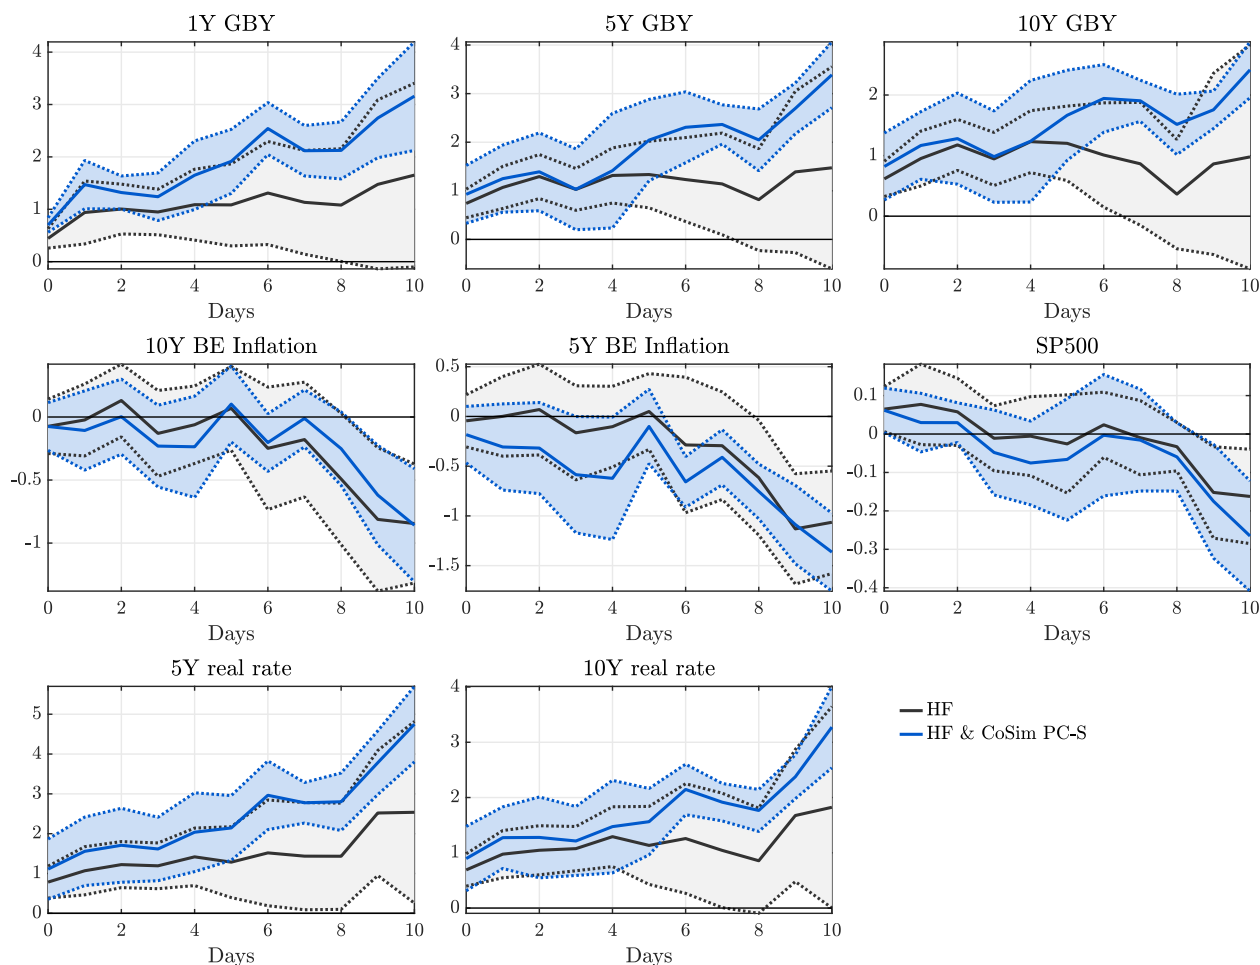 1Y GBY
4
3
2
1
0
0 2 4 6 8 10
Days
5Y GBY
4
3
2
1
0
0 2 4 6 8 10
Days
10Y GBY
2
1
0
0 2 4 6 8 10
Days
10Y BE Inflation
0
-0.5
-1
0 2 4 6 8 10
Days
5Y BE Inflation
0.5
0
-0.5
-1
-1.5
0 2 4 6 8 10
Days
SP500
0.1
0
-0.1
-0.2
-0.3
-0.4
0 2 4 6 8 10
Days
5Y real rate
5
4
3
2
1
0
0 2 4 6 8 10
Days
10Y real rate
4
3
2
1
0
0 2 4 6 8 10
Days
HF
HF & CoSim PC-S